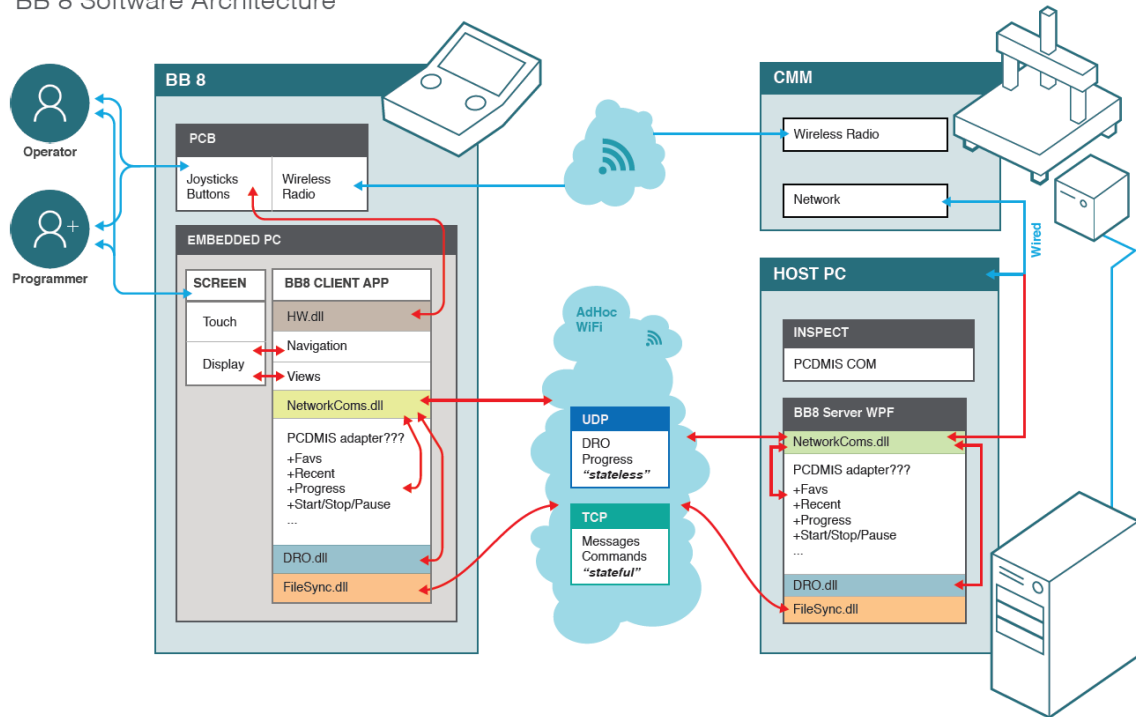 BB 8 Software Architecture
Operator
Programmer
BB 8
PCB
Joysticks
Buttons
Wireless
Radio
EMBEDDED PC
SCREEN
Touch
Display
BB8 CLIENT APP
HW.dll
Navigation
Views
NetworkComs.dll
PCDMIS adapter???
+Favs
+Recent
+Progress
+Start/Stop/Pause
...
DRO.dll
FileSync.dll
AdHoc
WiFi
UDP
DRO
Progress
“stateless”
TCP
Messages
Commands
“stateful”
CMM
Wireless Radio
Network
Wired
HOST PC
INSPECT
PCDMIS COM
BB8 Server WPF
NetworkComs.dll
PCDMIS adapter???
+Favs
+Recent
+Progress
+Start/Stop/Pause
...
DRO.dll
FileSync.dll